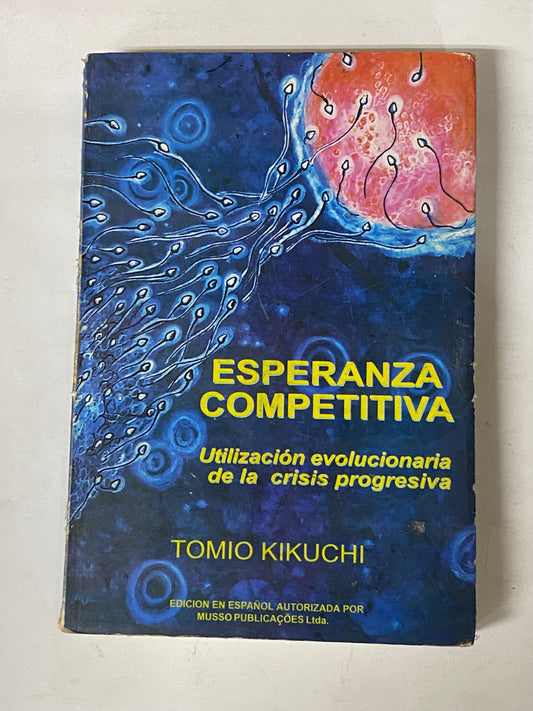 ESPERANZA
COMPETITIVA
Utilización evolucionaria
de la crisis progresiva
TOMIO KIKUCHI
EDICION EN ESPAÑOL AUTORIZADA POR
MUSSO PUBLICAÇÕES Ltda.